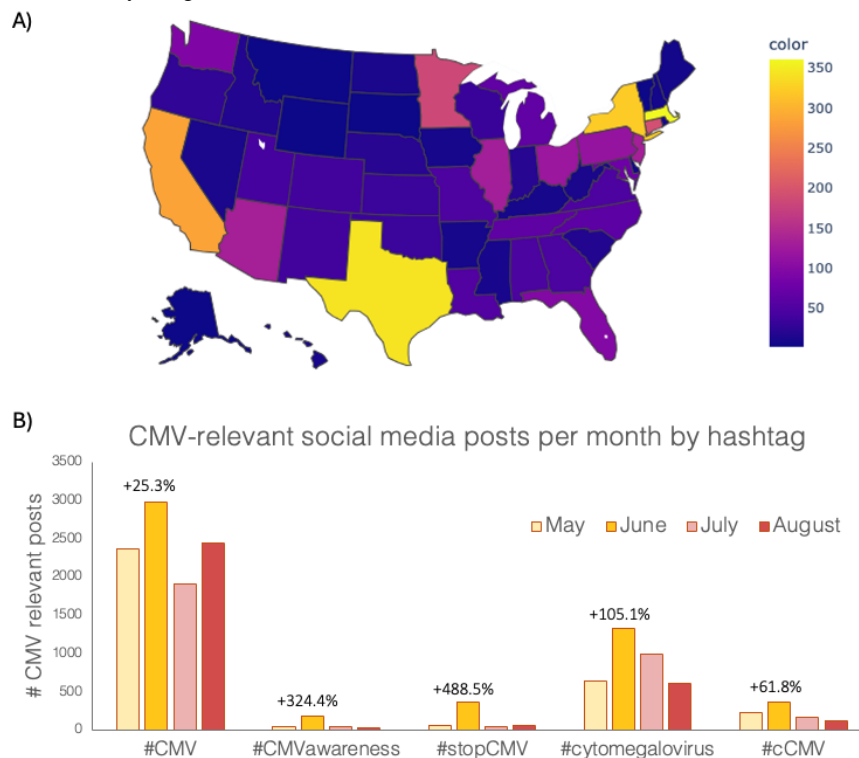 A)
color
350
300
250
200
150
100
50
B)
CMV-relevant social media posts per month by hashtag
# CMV relevant posts
3500
3000
2500
2000
1500
1000
500
0
+25.3%
+324.4%
+488.5%
+105.1%
+61.8%
May June July August
#CMV #CMVawareness #stopCMV #cytomegalovirus #cCMV